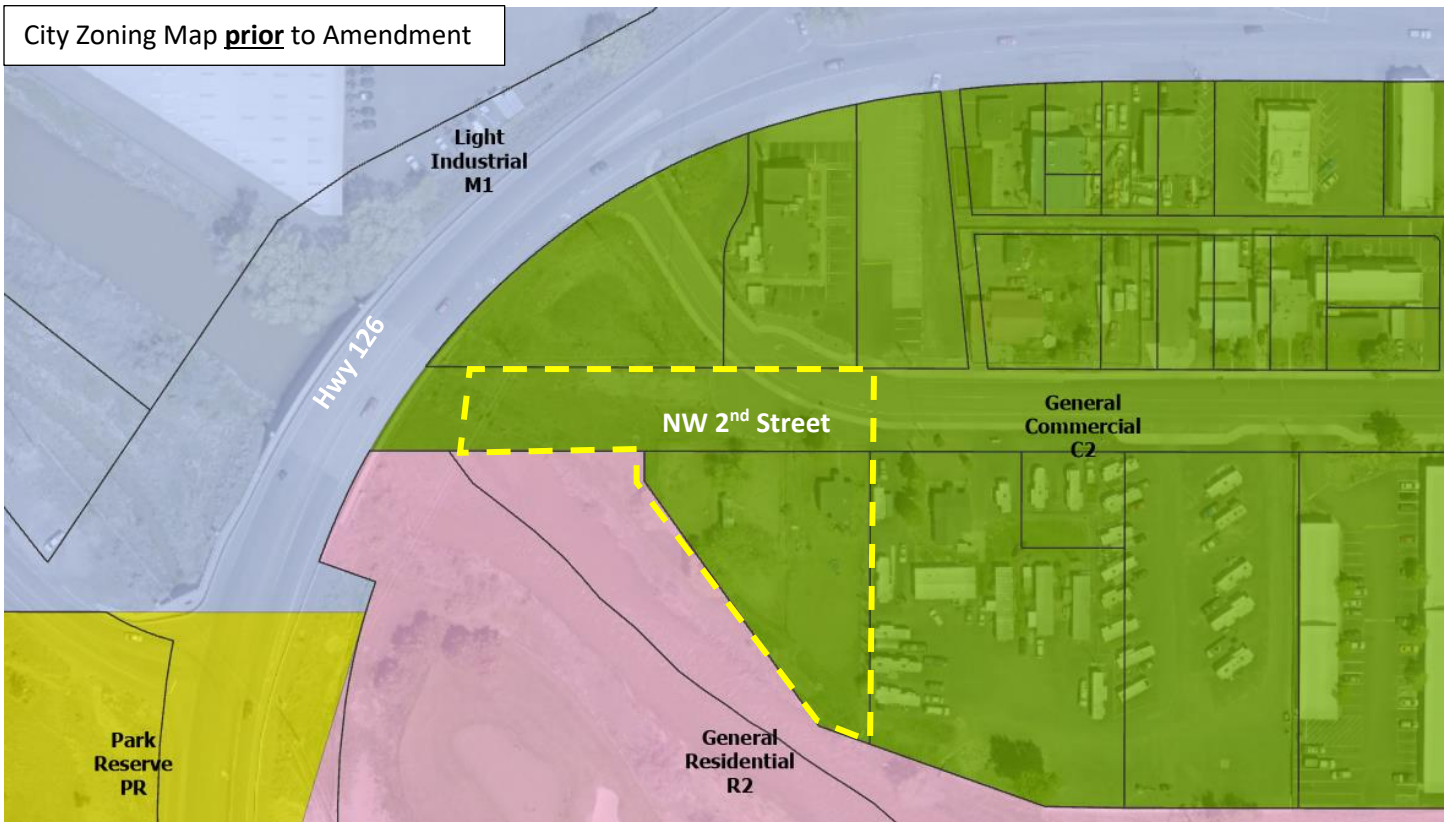 City Zoning Map prior to Amendment
Light
Industrial
M1
Hwy 126
NW 2nd Street
General
Commercial
C2
Park
Reserve
PR
General
Residential
R2